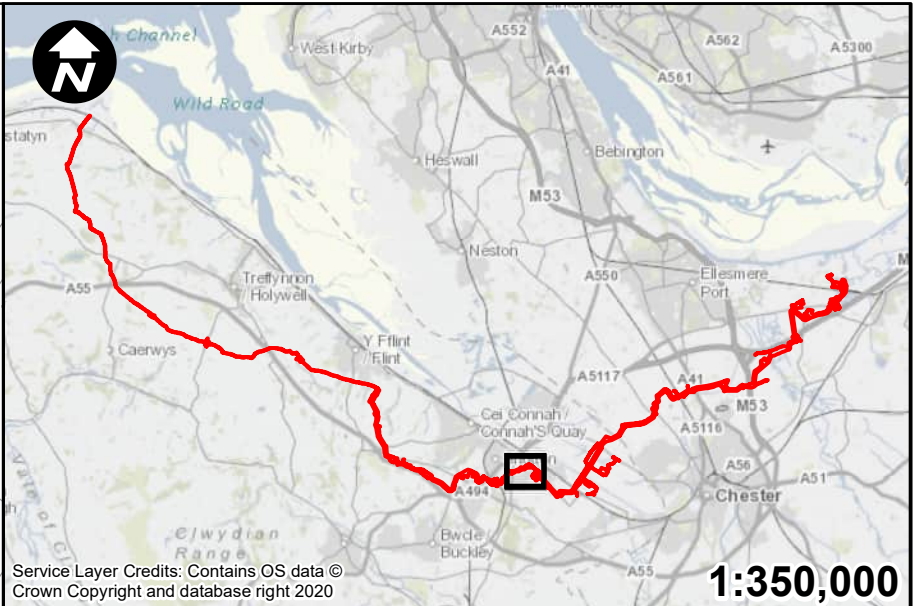 N
Channel
A552
A562
A5300
West Kirby
A41
A561
Wild Road
statyn
Heswall
Bebington
M53
Neston
A550
Ellesmere
Port
Treffynnon
/ Holywell
A55
Caerwys
Y Fflint
/ Flint
A5117
A41
M53
Cei Connah /
Connah'S Quay
A5116
A56
A51
Chester
A494
Clwydian
Range
Bwcle
Buckley
A55
Service Layer Credits: Contains OS data ©
Crown Copyright and database right 2020
1:350,000